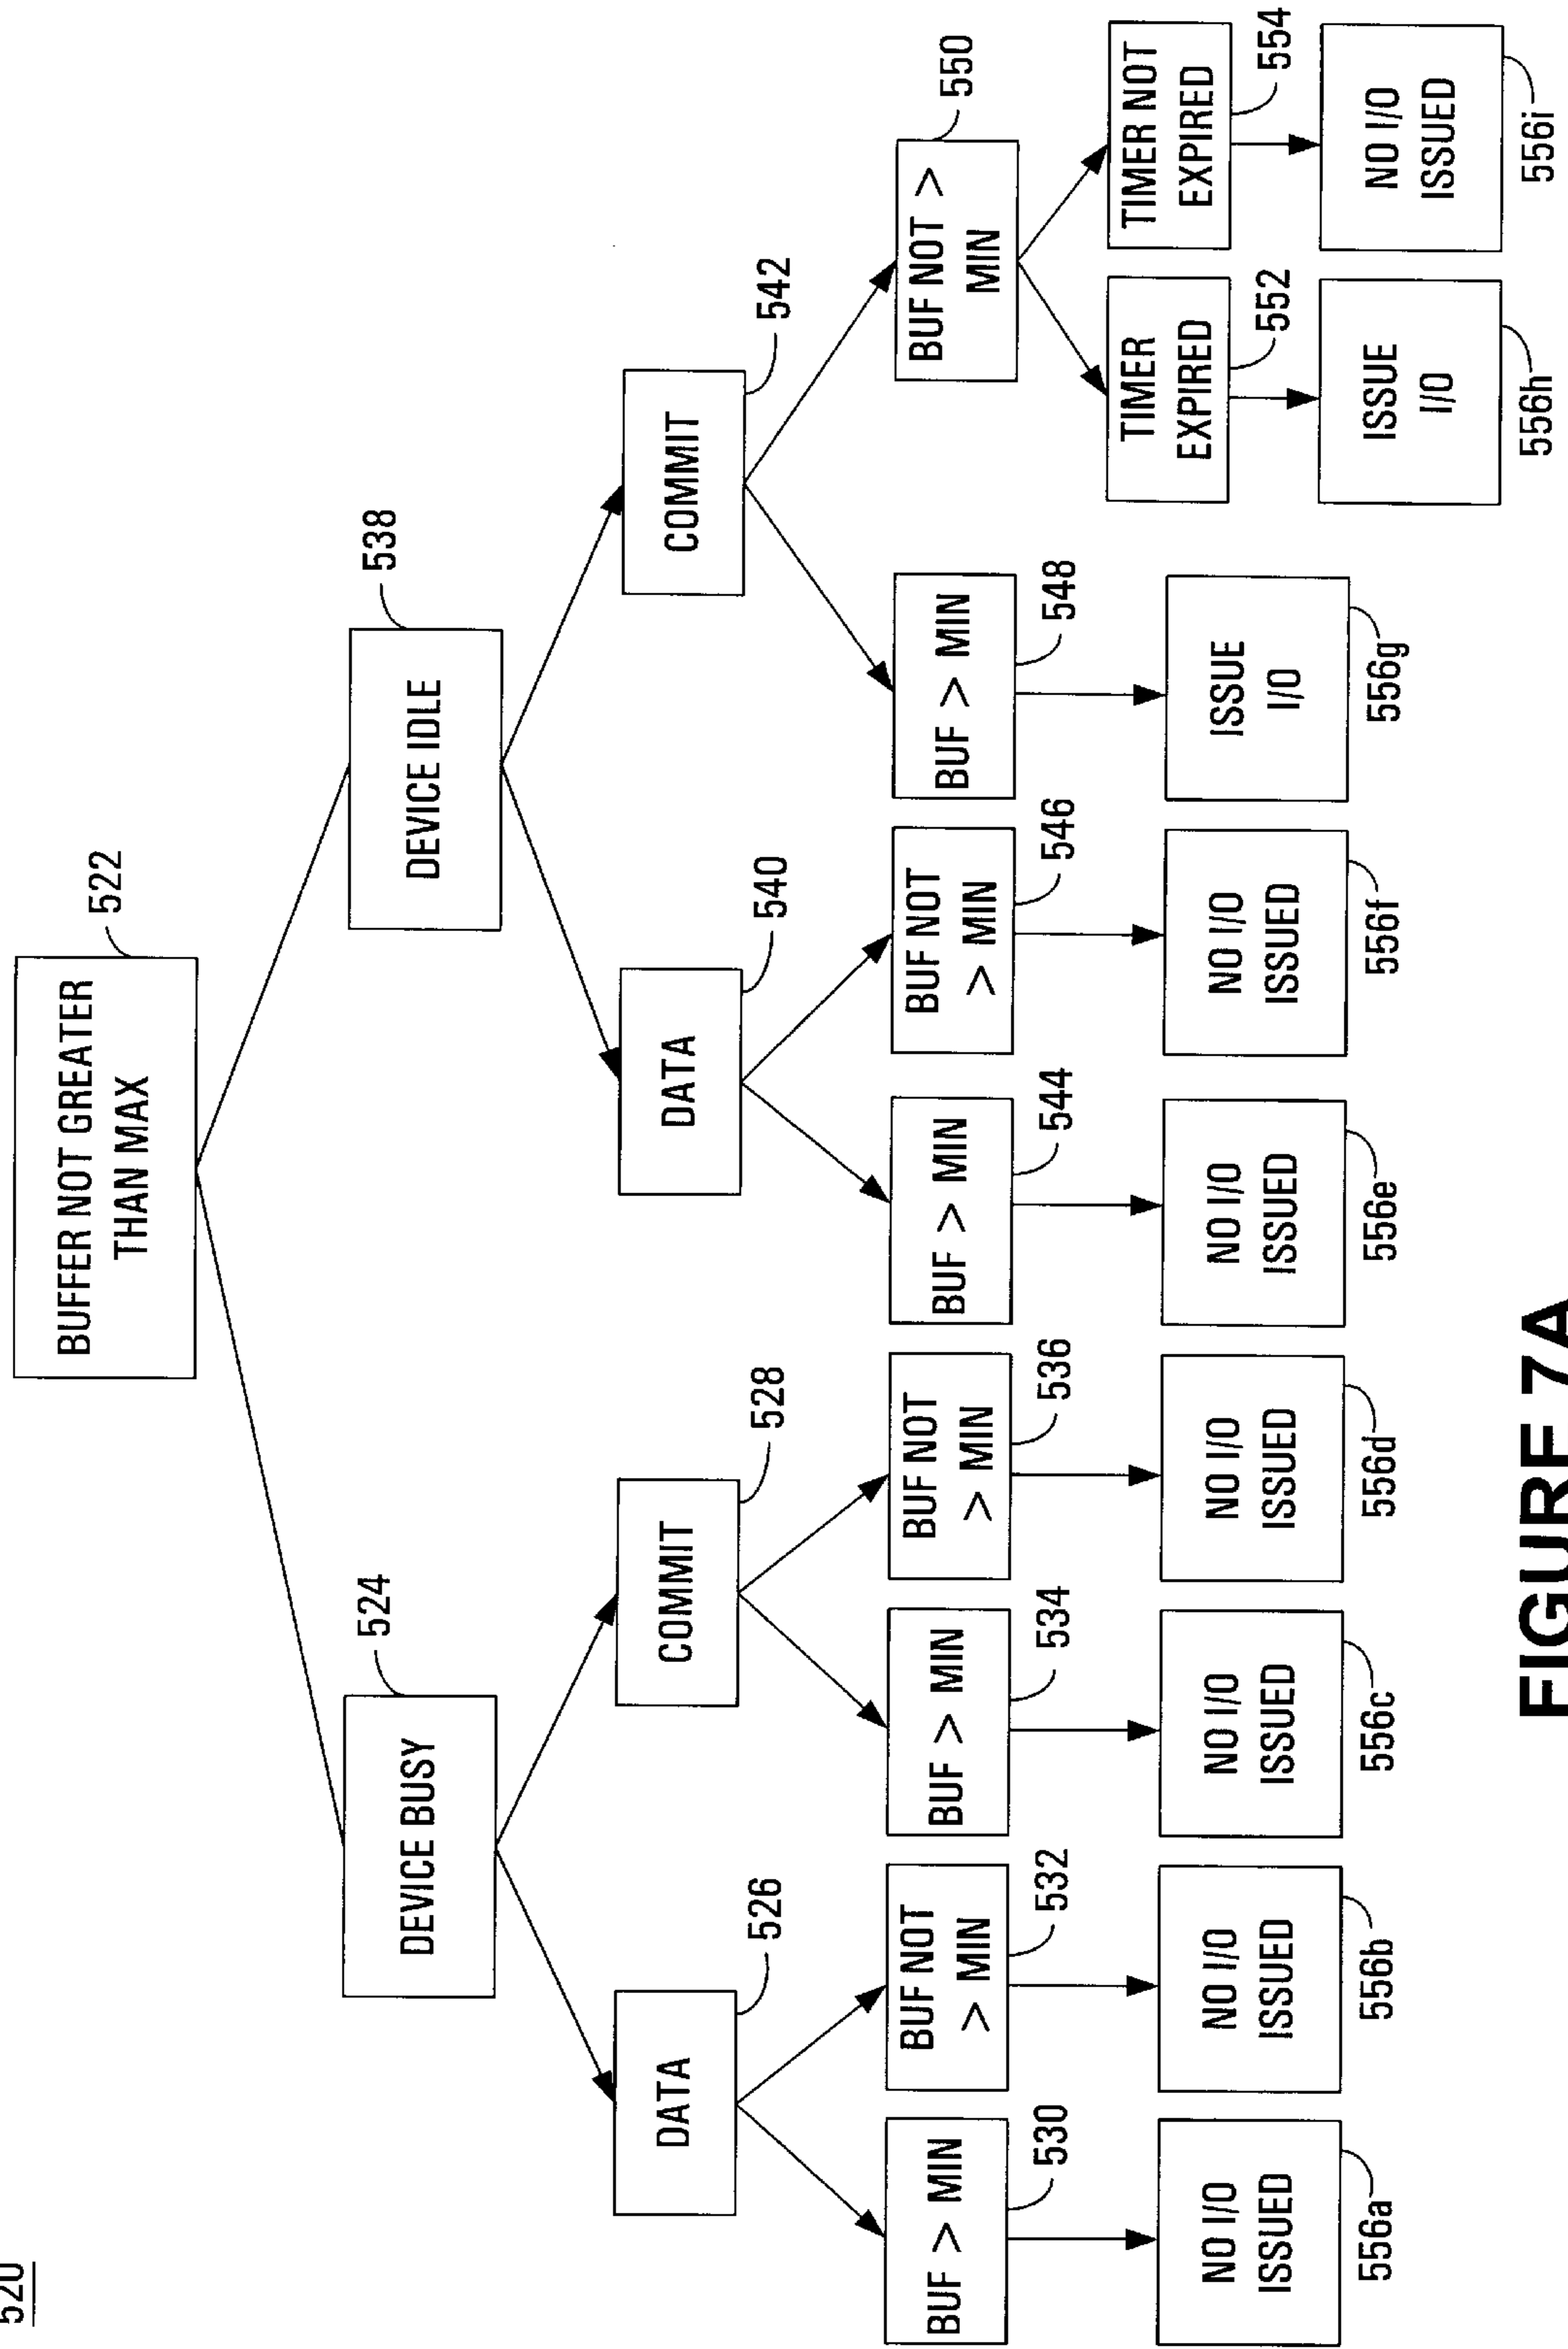 520
BUFFER NOT GREATER
THAN MAX
522
DEVICE BUSY
524
DEVICE IDLE
538
DATA
526
COMMIT
528
DATA
540
COMMIT
542
BUF > MIN
530
BUF NOT
> MIN
532
BUF > MIN
534
BUF NOT
> MIN
536
BUF > MIN
544
BUF NOT
> MIN
546
BUF > MIN
548
BUF NOT >
MIN
550
TIMER
EXPIRED
552
TIMER NOT
EXPIRED
554
NO I/O
ISSUED
556a
NO I/O
ISSUED
556b
NO I/O
ISSUED
556c
NO I/O
ISSUED
556d
NO I/O
ISSUED
556e
NO I/O
ISSUED
556f
ISSUE
I/O
556g
ISSUE
I/O
556h
NO I/O
ISSUED
556i
FIGURE 7A